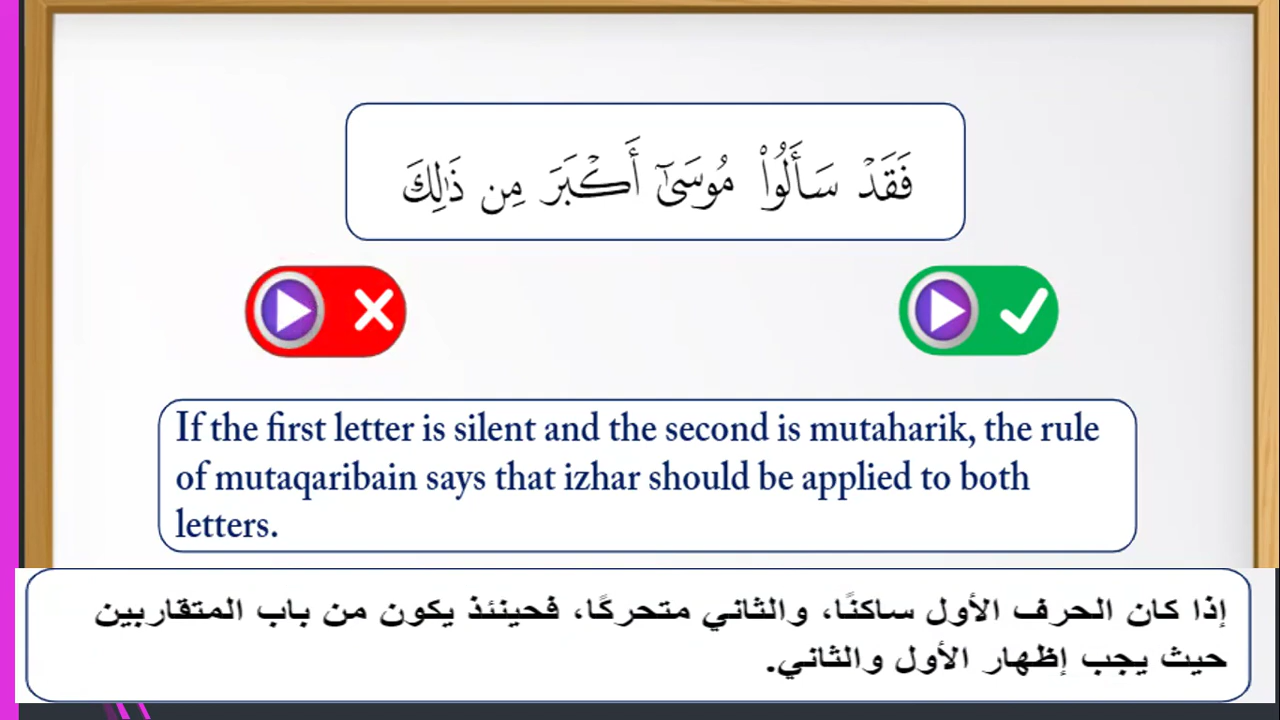 فَقَدْ سَأَلُوا۟ مُوسَىٰٓ أَكْبَرَ مِن ذَٰلِكَ
If the first letter is silent and the second is mutaharik, the rule
of mutaqaribain says that izhar should be applied to both
letters.
إذا كان الحرف الأول ساكنًا، والثاني متحركًا، فحينئذ يكون من باب المتقاربين
حيث يجب إظهار الأول والثاني.